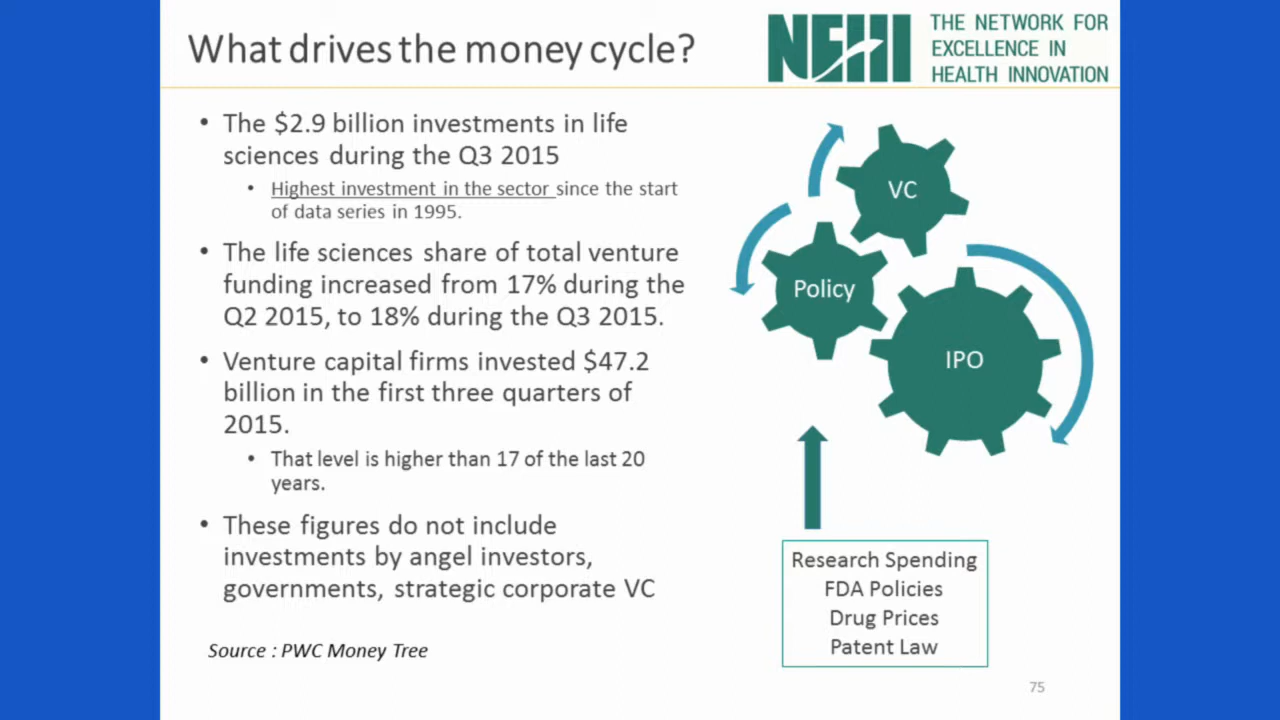 What drives the money cycle?
NEHI
THE NETWORK FOR
EXCELLENCE IN
HEALTH INNOVATION
• The $2.9 billion investments in life
sciences during the Q3 2015
• Highest investment in the sector since the start
of data series in 1995.
• The life sciences share of total venture
funding increased from 17% during the
Q2 2015, to 18% during the Q3 2015.
• Venture capital firms invested $47.2
billion in the first three quarters of
2015.
• That level is higher than 17 of the last 20
years.
• These figures do not include
investments by angel investors,
governments, strategic corporate VC
Source : PWC Money Tree
VC
Policy
IPO
Research Spending
FDA Policies
Drug Prices
Patent Law
75